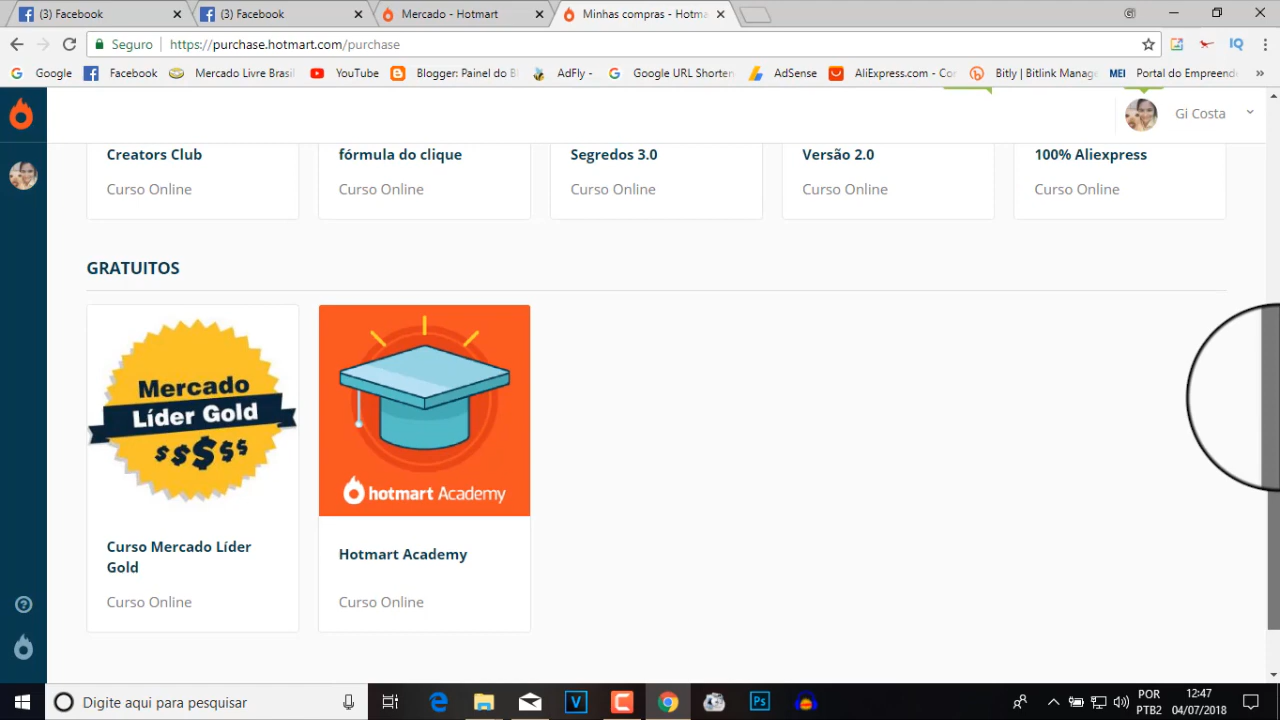 (3) Facebook
(3) Facebook
Mercado - Hotmart
Minhas compras - Hotma
Seguro
https://purchase.hotmart.com/purchase
Google
Facebook
Mercado Livre Brasil
YouTube
Blogger: Painel do B
AdFly -
Google URL Shorten
AdSense
AliExpress.com - Co
Bitly | Bitlink Manag
MEI
Portal do Empreende
»
Gi Costa
Creators Club
Curso Online
fórmula do clique
Curso Online
Segredos 3.0
Curso Online
Versão 2.0
Curso Online
100% Aliexpress
Curso Online
GRATUITOS
Mercado
Líder Gold
$$$$$
Curso Mercado Líder
Gold
Curso Online
hotmart Academy
Hotmart Academy
Curso Online
Digite aqui para pesquisar
POR
PTB2
12:47
04/07/2018